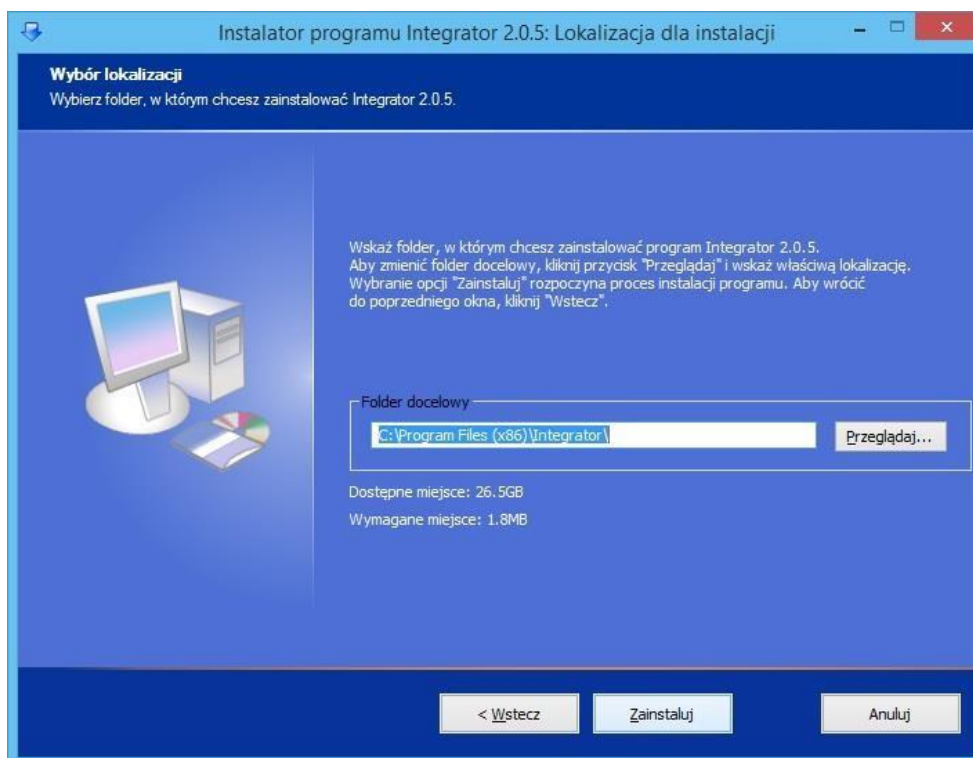 Instalator programu Integrator 2.0.5: Lokalizacja dla instalacji
Wybór lokalizacji
Wybierz folder, w którym chcesz zainstalować Integrator 2.0.5.
Wskaż folder, w którym chcesz zainstalować program Integrator 2.0.5.
Aby zmienić folder docelowy, kliknij przycisk "Przeglądaj" i wskaż właściwą lokalizację.
Wybranie opcji "Zainstaluj" rozpoczyna proces instalacji programu. Aby wrócić
do poprzedniego okna, kliknij "Wstecz".
Folder docelowy
C:\Program Files (x86)\Integrator\
Przeglądaj...
Dostępne miejsce: 26.5GB
Wymagane miejsce: 1.8MB
< Wstecz
Zainstaluj
Anuluj